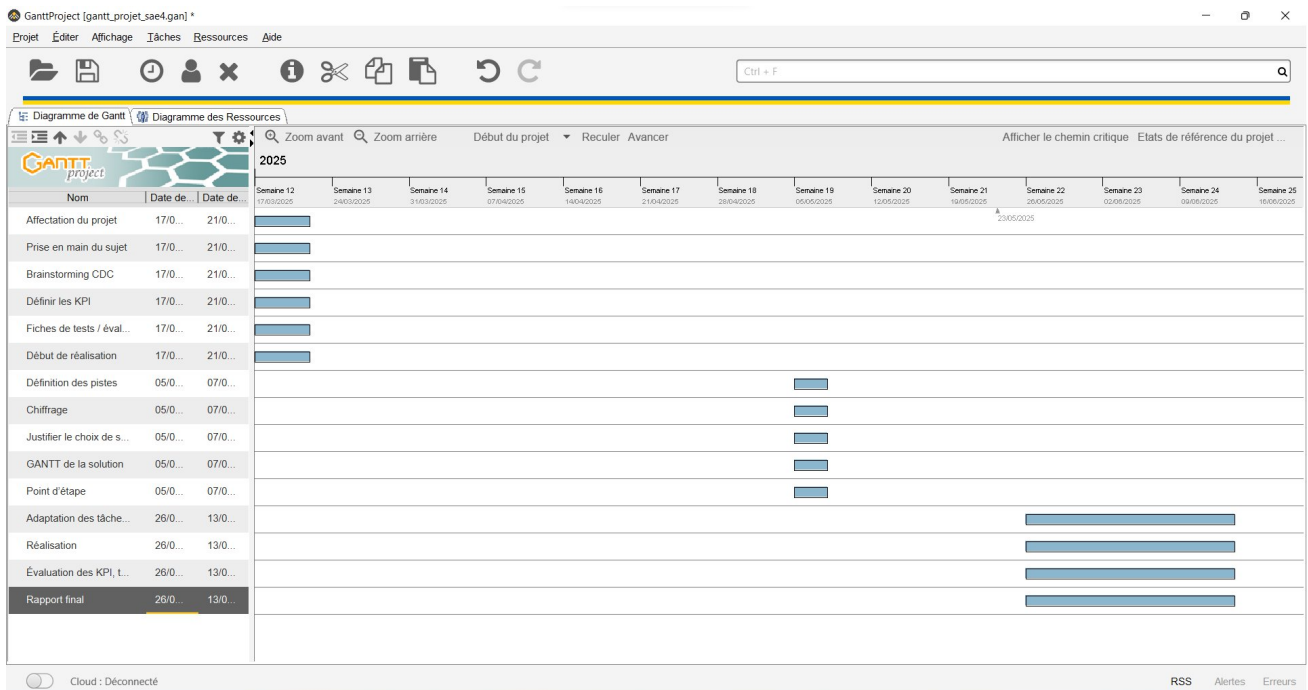 GanttProject [gantt_projet_sae4.gan] *
Projet Éditer Affichage Tâches Ressources Aide
Ctrl + F
Diagramme de Gantt Diagramme des Ressources
Zoom avant Zoom arrière Début du projet Reculer Avancer Afficher le chemin critique Etats de référence du projet ...
GANTT project
2025
Semaine 12 Semaine 13 Semaine 14 Semaine 15 Semaine 16 Semaine 17 Semaine 18 Semaine 19 Semaine 20 Semaine 21 Semaine 22 Semaine 23 Semaine 24 Semaine 25
Nom Date de... Date de...
17/03/2025 24/03/2025 31/03/2025 07/04/2025 14/04/2025 21/04/2025 28/04/2025 05/05/2025 12/05/2025 19/05/2025 26/05/2025 02/06/2025 09/06/2025 16/06/2025
23/05/2025
Affectation du projet 17/0... 21/0...
Prise en main du sujet 17/0... 21/0...
Brainstorming CDC 17/0... 21/0...
Définir les KPI 17/0... 21/0...
Fiches de tests / éval... 17/0... 21/0...
Début de réalisation 17/0... 21/0...
Définition des pistes 05/0... 07/0...
Chiffrage 05/0... 07/0...
Justifier le choix de s... 05/0... 07/0...
GANTT de la solution 05/0... 07/0...
Point d'étape 05/0... 07/0...
Adaptation des tâche... 26/0... 13/0...
Réalisation 26/0... 13/0...
Évaluation des KPI, t... 26/0... 13/0...
Rapport final 26/0... 13/0...
Cloud : Déconnecté RSS Alertes Erreurs